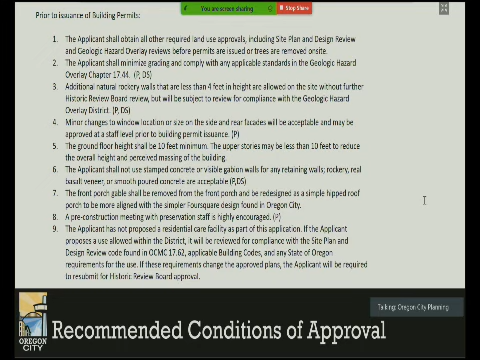 You are screen sharing
Stop Share
Prior to issuance of Building Permits:
1. The Applicant shall obtain all other required land use approvals, including Site Plan and Design Review
and Geologic Hazard Overlay reviews before permits are issued or trees are removed onsite.
2. The Applicant shall minimize grading and comply with any applicable standards in the Geologic Hazard
Overlay Chapter 17.44. (P, DS)
3. Additional natural rockery walls that are less than 4 feet in height are allowed on the site without further
Historic Review Board review, but will be subject to review for compliance with the Geologic Hazard
Overlay District. (P, DS)
4. Minor changes to window location or size on the side and rear facades will be acceptable and may be
approved at a staff level prior to building permit issuance. (P)
5. The ground floor height shall be 10 feet minimum. The upper stories may be less than 10 feet to reduce
the overall height and perceived massing of the building.
6. The Applicant shall not use stamped concrete or visible gabion walls for any retaining walls; rockery, real
basalt veneer, or smooth poured concrete are acceptable (P,DS)
7. The front porch gable shall be removed from the front porch and be redesigned as a simple hipped roof
porch to be more aligned with the simpler Foursquare design found in Oregon City.
8. A pre-construction meeting with preservation staff is highly encouraged. (P)
9. The Applicant has not proposed a residential care facility as part of this application. If the Applicant
proposes a use allowed within the District, it will be reviewed for compliance with the Site Plan and
Design Review code found in OCMC 17.62, applicable Building Codes, and any State of Oregon
requirements for the use. If these requirements change the approved plans, the Applicant will be required
to resubmit for Historic Review Board approval.
Talking: Oregon City Planning
OREGON
CITY
Recommended Conditions of Approval